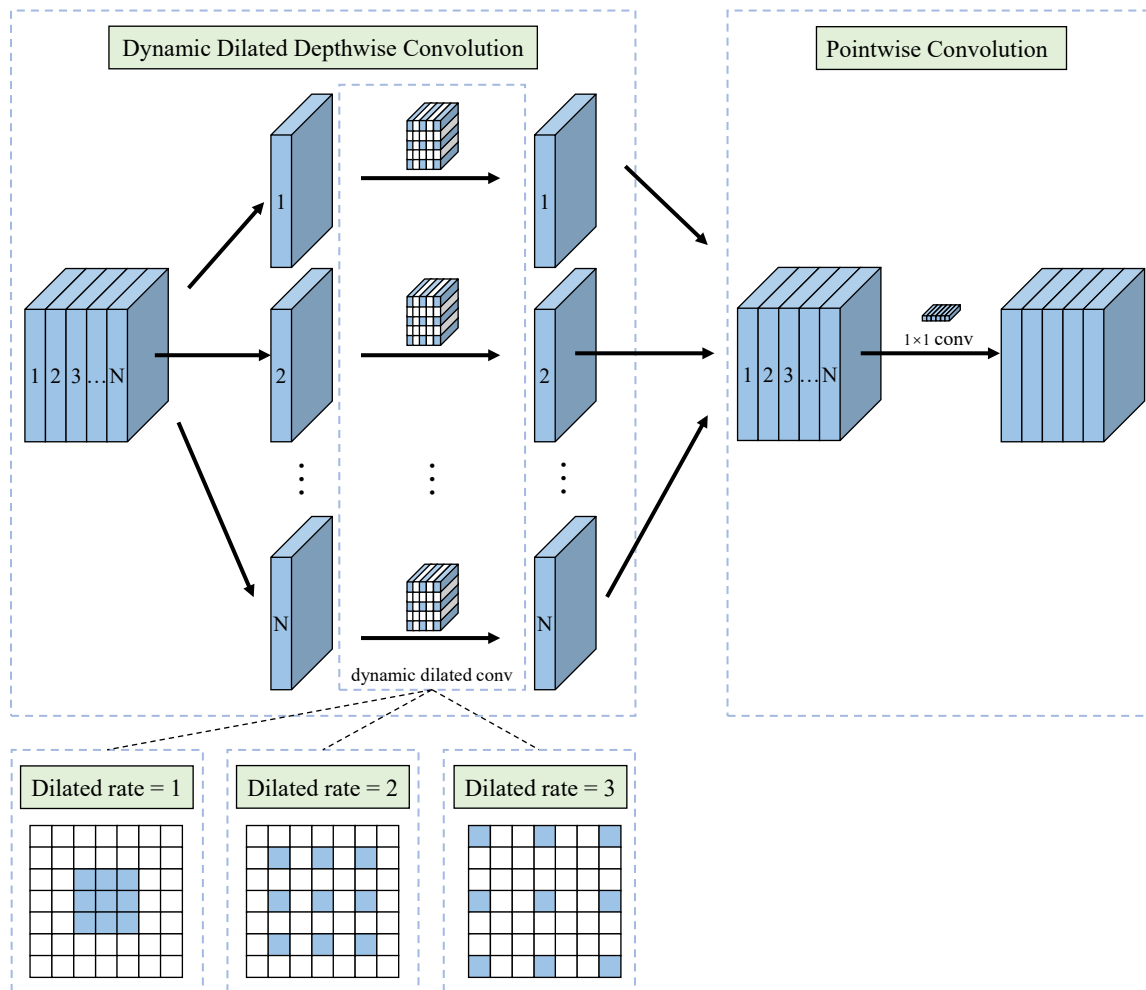 Dynamic Dilated Depthwise Convolution
Pointwise Convolution
1
1
2
2
N
N
1 2 3 … N
1 2 3 … N
1×1 conv
dynamic dilated conv
Dilated rate = 1
Dilated rate = 2
Dilated rate = 3